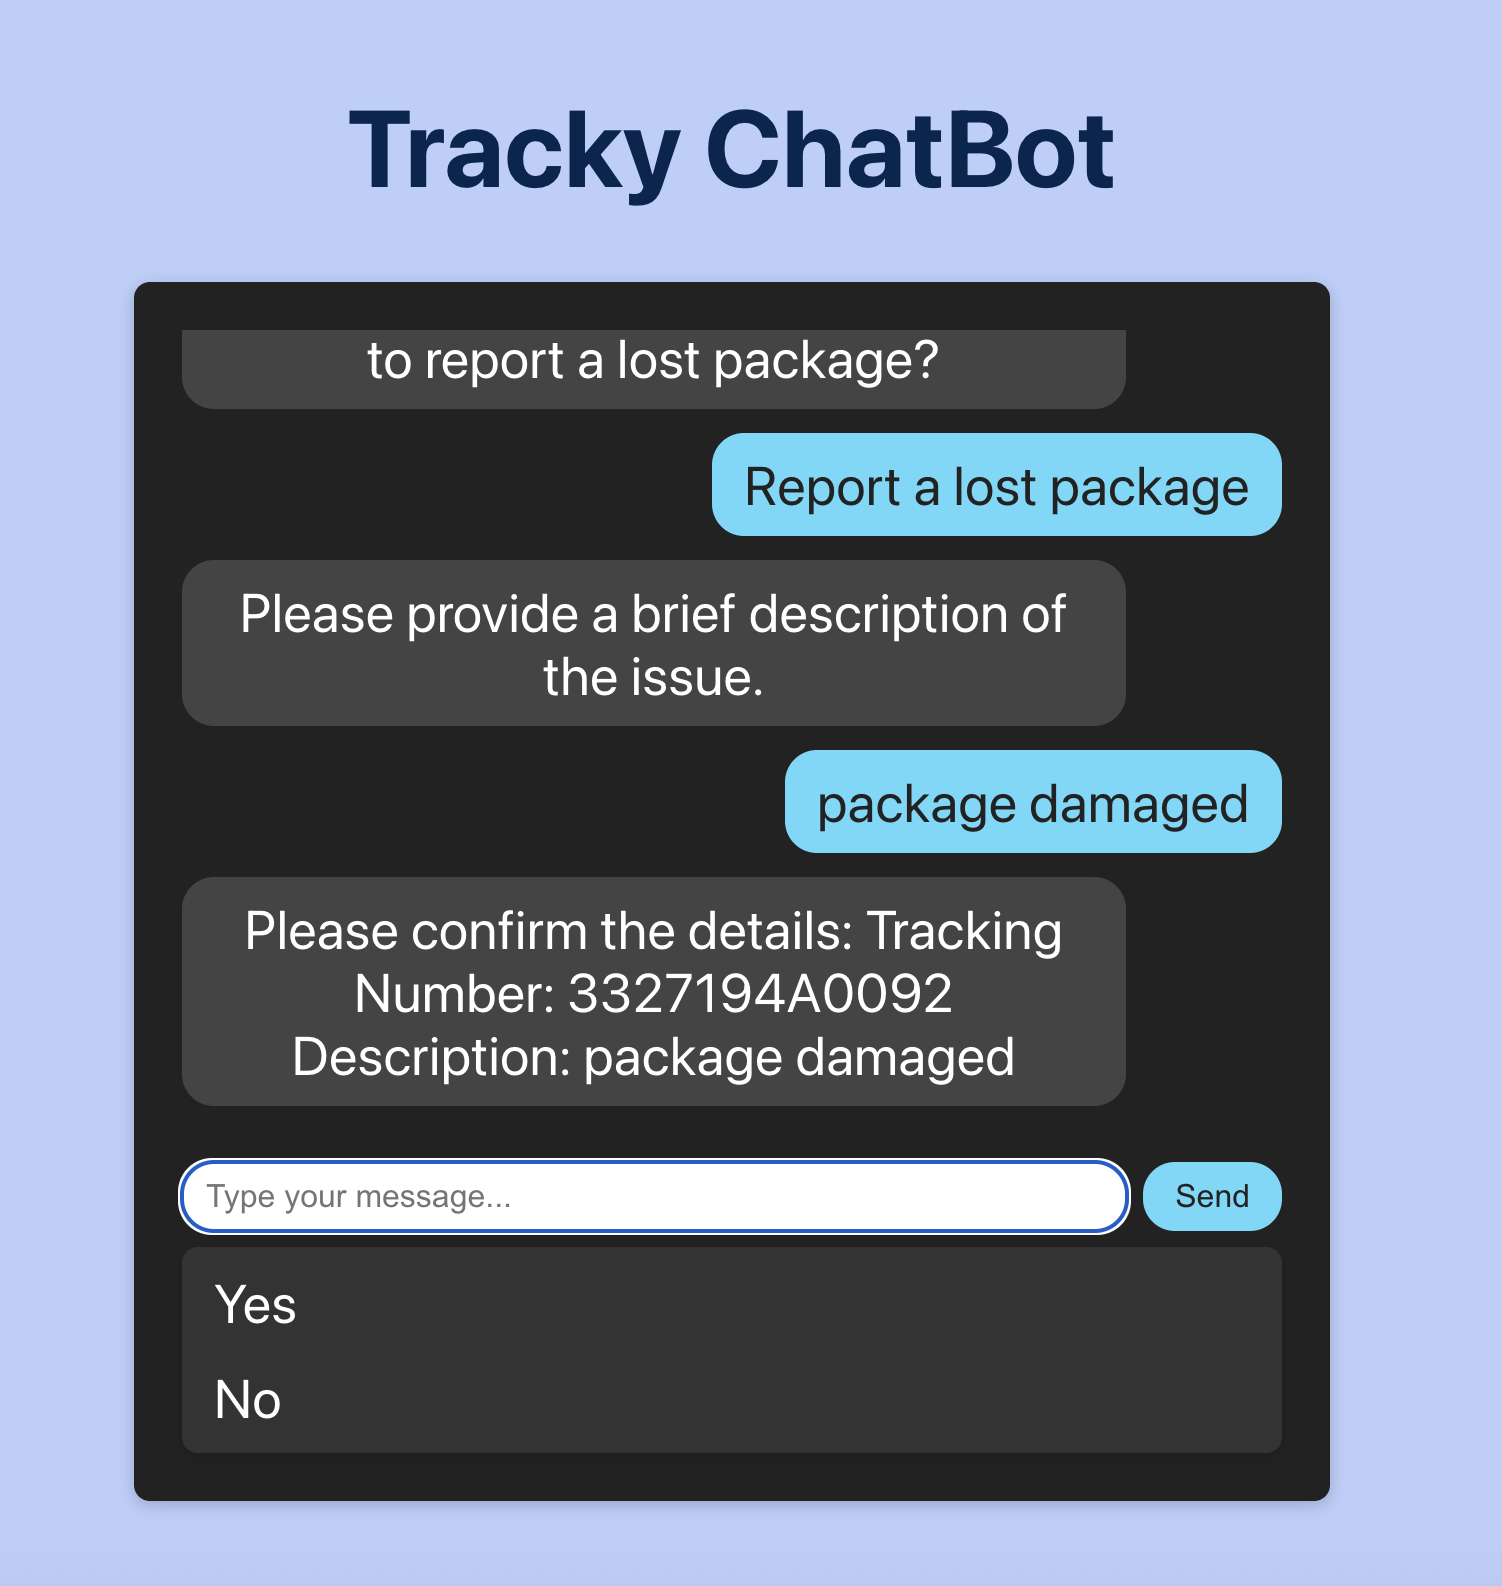 Tracky ChatBot
to report a lost package?
Report a lost package
Please provide a brief description of
the issue.
package damaged
Please confirm the details: Tracking
Number: 3327194A0092
Description: package damaged
Type your message...
Send
Yes
No